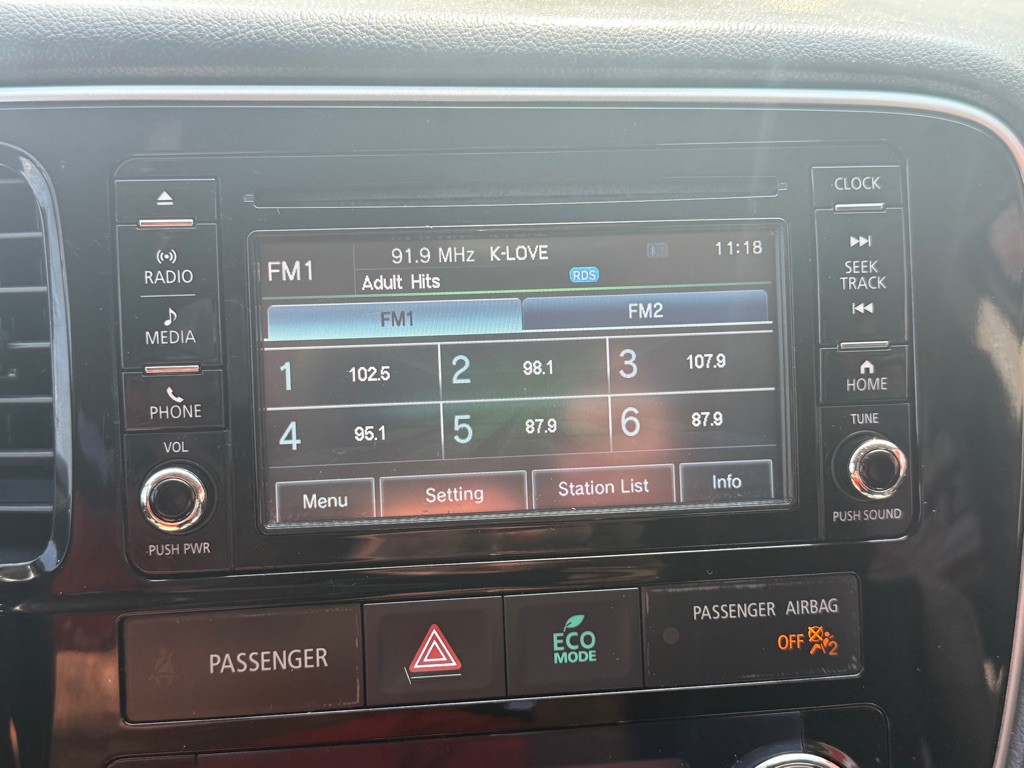 CLOCK
RADIO
MEDIA
PHONE
VOL
PUSH PWR
FM1 91.9 MHz K-LOVE 11:18
Adult Hits RDS
FM1 FM2
1 102.5 2 98.1 3 107.9
4 95.1 5 87.9 6 87.9
Menu Setting Station List Info
SEEK
TRACK
HOME
TUNE
PUSH SOUND
PASSENGER
ECO
MODE
PASSENGER AIRBAG
OFF 2